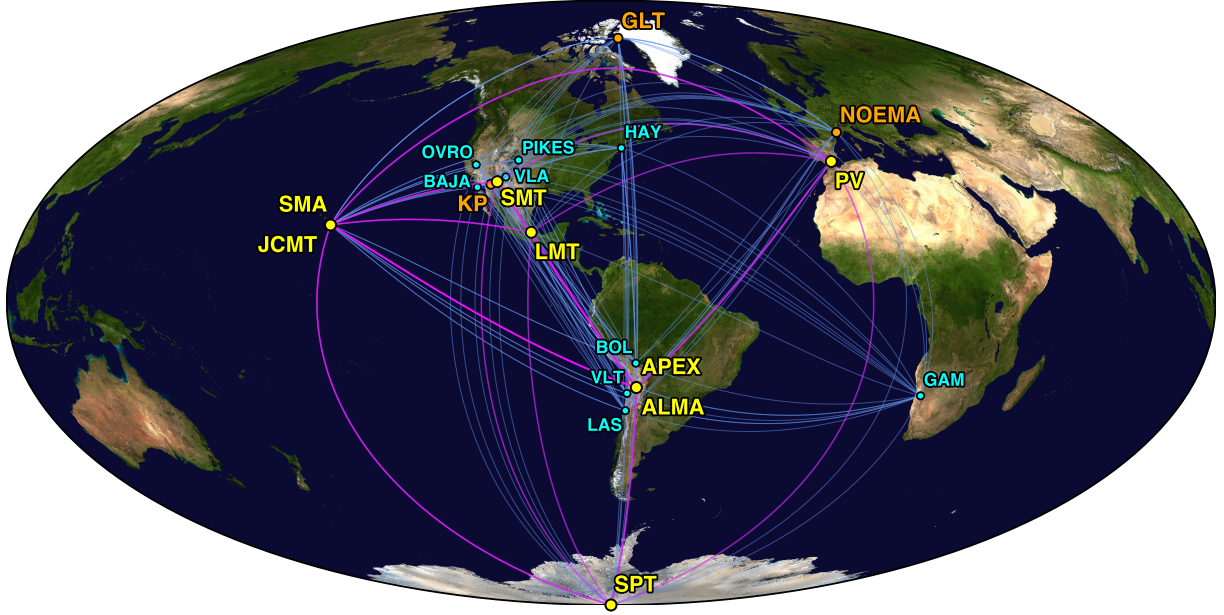 GLT
NOEMA
HAY
PIKES
OVRO
VLA
BAJA
PV
SMT
KP
SMA
JCMT
LMT
BOL
APEX
VLT
GAM
ALMA
LAS
SPT